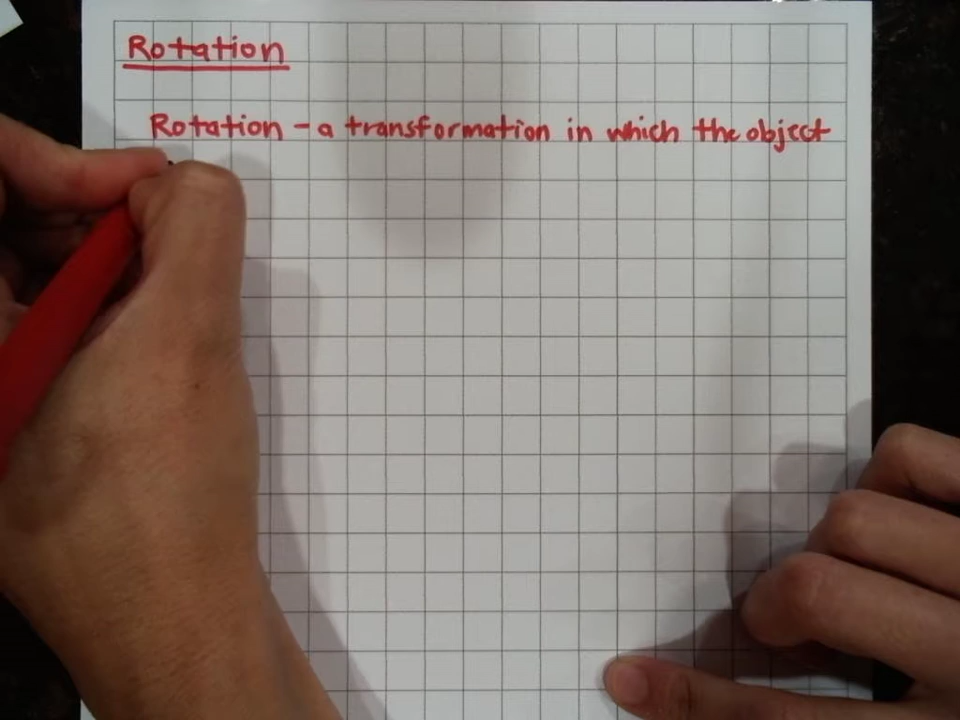 Rotation
Rotation - a transformation in which the object